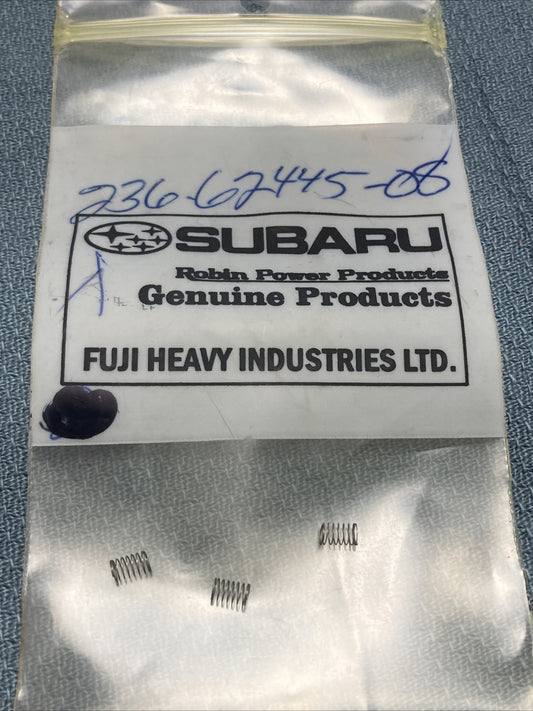 236-62445-08
SUBARU
Robin Power Products
Genuine Products
FUJI HEAVY INDUSTRIES LTD.